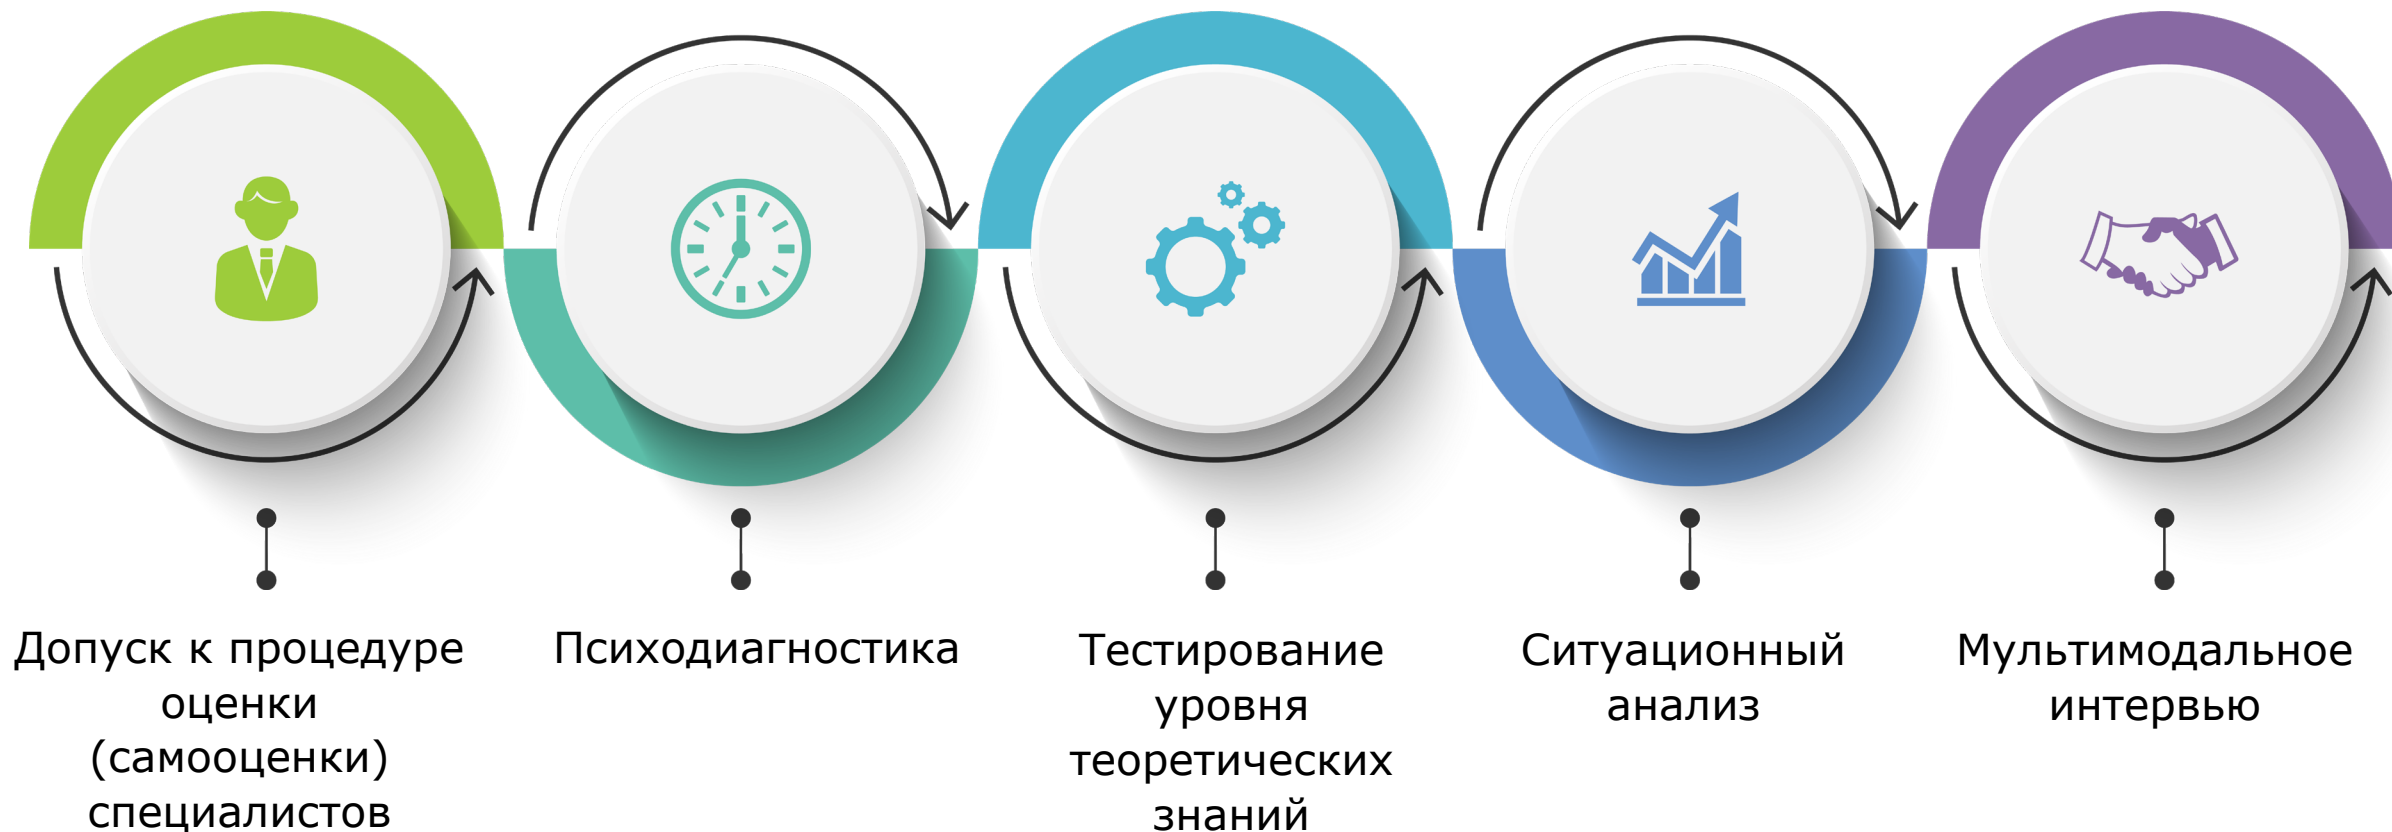 Допуск к процедуре
оценки
(самооценки)
специалистов
Психодиагностика
Тестирование
уровня
теоретических
знаний
Ситуационный
анализ
Мультимодальное
интервью